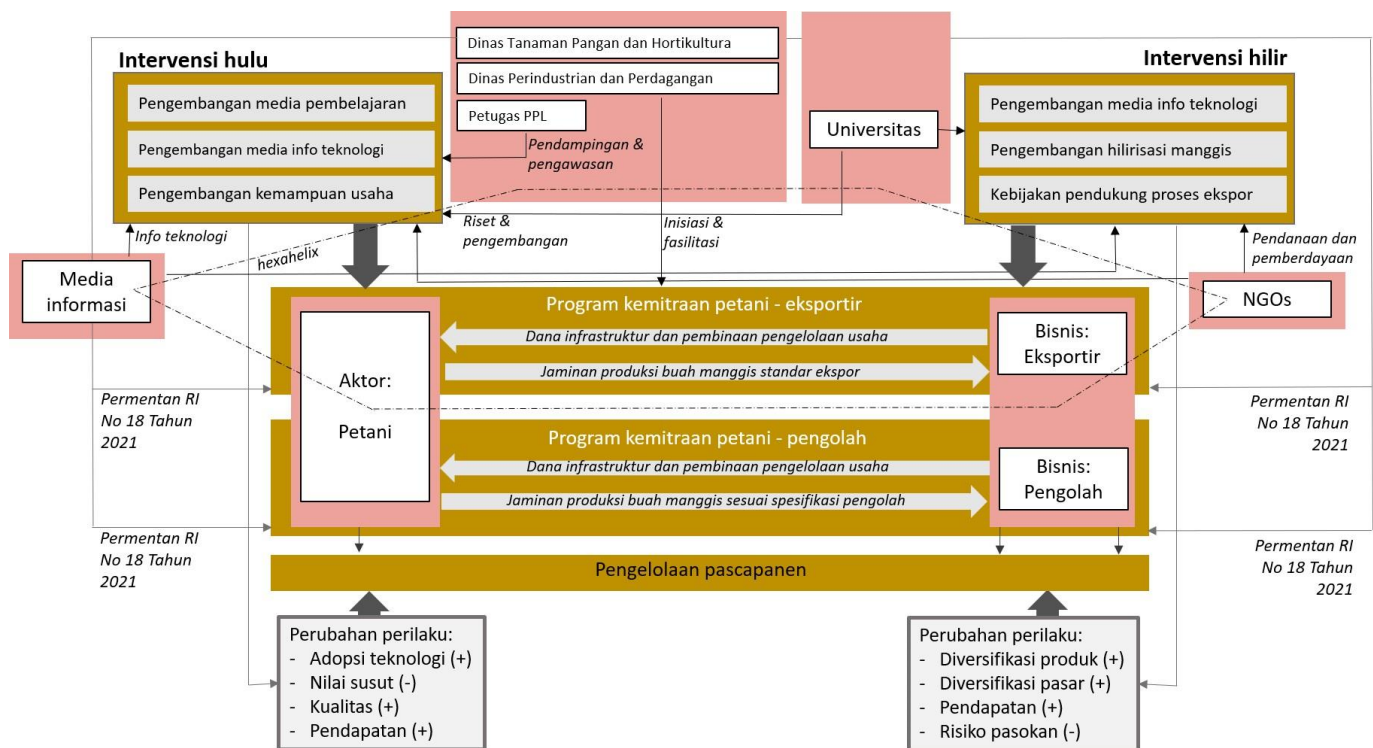 Dinas Tanaman Pangan dan Hortikultura
Dinas Perindustrian dan Perdagangan
Petugas PPL
Pendampingan &
pengawasan
Universitas
Intervensi hulu
Pengembangan media pembelajaran
Pengembangan media info teknologi
Pengembangan kemampuan usaha
Intervensi hilir
Pengembangan media info teknologi
Pengembangan hilirisasi manggis
Kebijakan pendukung proses ekspor
Info teknologi
hexahelix
Riset &
pengembangan
Inisiasi &
fasilitasi
Pendanaan dan
pemberdayaan
Media
informasi
NGOs
Program kemitraan petani - eksportir
Dana infrastruktur dan pembinaan pengelolaan usaha
Jaminan produksi buah manggis standar ekspor
Aktor:
Petani
Bisnis:
Eksportir
Permentan RI
No 18 Tahun
2021
Permentan RI
No 18 Tahun
2021
Program kemitraan petani - pengolah
Dana infrastruktur dan pembinaan pengelolaan usaha
Jaminan produksi buah manggis sesuai spesifikasi pengolah
Bisnis:
Pengolah
Permentan RI
No 18 Tahun
2021
Permentan RI
No 18 Tahun
2021
Pengelolaan pascapanen
Perubahan perilaku:
- Adopsi teknologi (+)
- Nilai susut (-)
- Kualitas (+)
- Pendapatan (+)
Perubahan perilaku:
- Diversifikasi produk (+)
- Diversifikasi pasar (+)
- Pendapatan (+)
- Risiko pasokan (-)